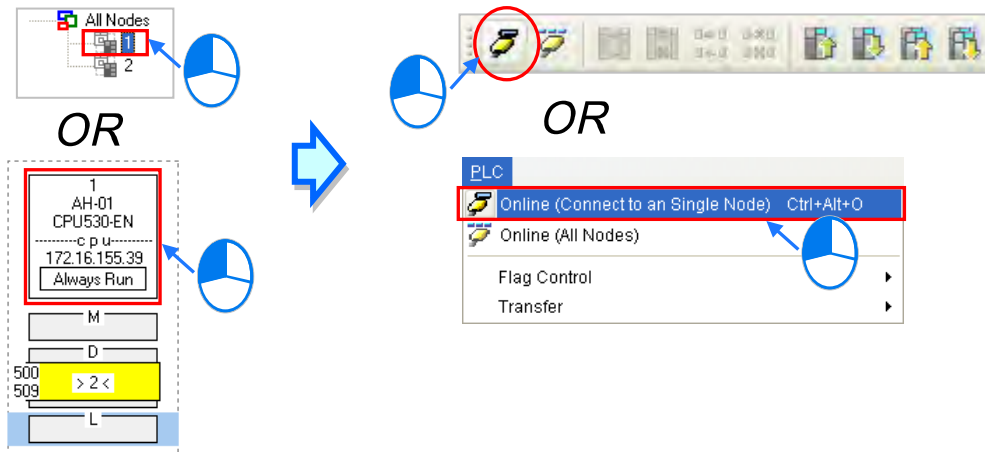 All Nodes
1
2
OR
1
AH-01
CPU530-EN
c p u
172.16.155.39
Always Run
M
D
500
509
> 2 <
L
OR
PLC
Online (Connect to an Single Node) Ctrl+Alt+O
Online (All Nodes)
Flag Control
Transfer